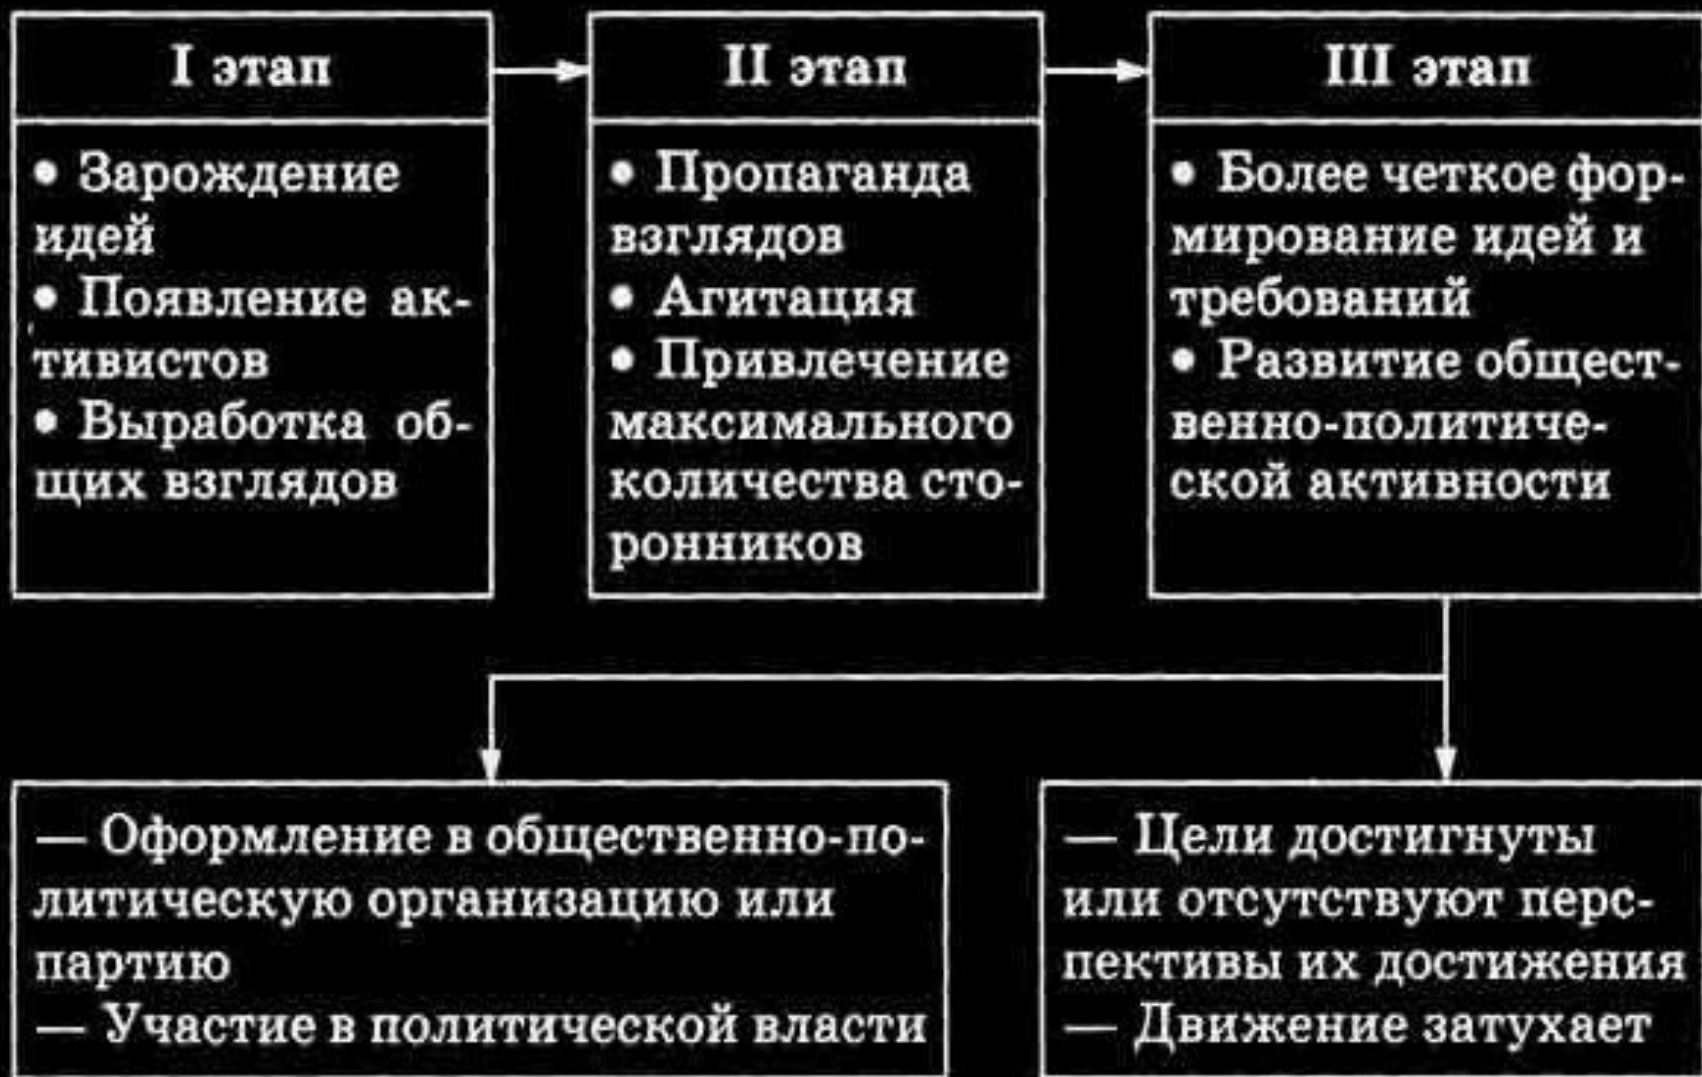 I этап
• Зарождение
идей
• Появление ак-
тивистов
• Выработка об-
щих взглядов
II этап
• Пропаганда
взглядов
• Агитация
• Привлечение
максимального
количества сто-
ронников
III этап
• Более четкое фор-
мирование идей и
требований
• Развитие общест-
венно-политиче-
ской активности
— Оформление в общественно-по-
литическую организацию или
партию
— Участие в политической власти
— Цели достигнуты
или отсутствуют перс-
пективы их достижения
— Движение затухает